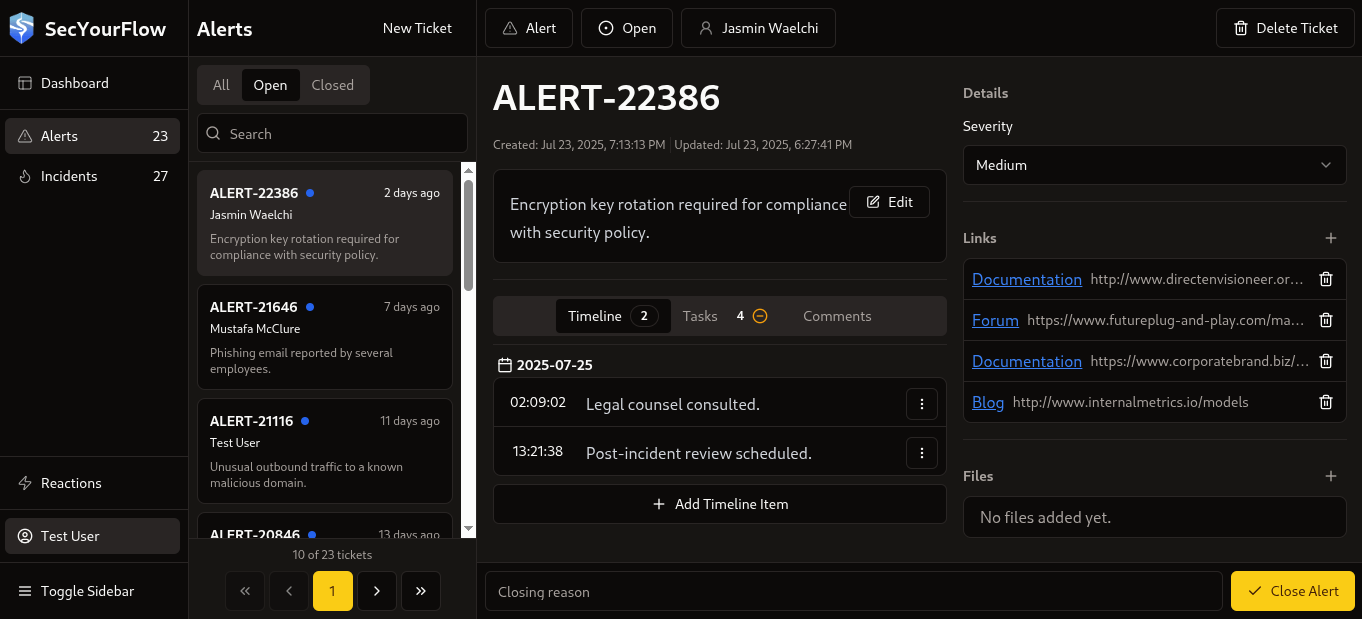 SecYourFlow
Dashboard
Alerts 23
Incidents 27
Reactions
Test User
Toggle Sidebar
Alerts New Ticket
All Open Closed
Search
ALERT-22386 2 days ago
Jasmin Waelchi
Encryption key rotation required for
compliance with security policy.
ALERT-21646 7 days ago
Mustafa McClure
Phishing email reported by several
employees.
ALERT-21116 11 days ago
Test User
Unusual outbound traffic to a known
malicious domain.
ALERT-20846 13 days ago
10 of 23 tickets
« ‹ 1 › »
Alert Open Jasmin Waelchi Delete Ticket
ALERT-22386
Created: Jul 23, 2025, 7:13:13 PM Updated: Jul 23, 2025, 6:27:41 PM
Encryption key rotation required for compliance
with security policy.
Edit
Timeline 2 Tasks 4 Comments
2025-07-25
02:09:02 Legal counsel consulted.
13:21:38 Post-incident review scheduled.
Add Timeline Item
Details
Severity
Medium
Links
Documentation http://www.directenvisioneer.or...
Forum https://www.futureplug-and-play.com/ma...
Documentation https://www.corporatebrand.biz/...
Blog http://www.internalmetrics.io/models
Files
No files added yet.
Closing reason
Close Alert